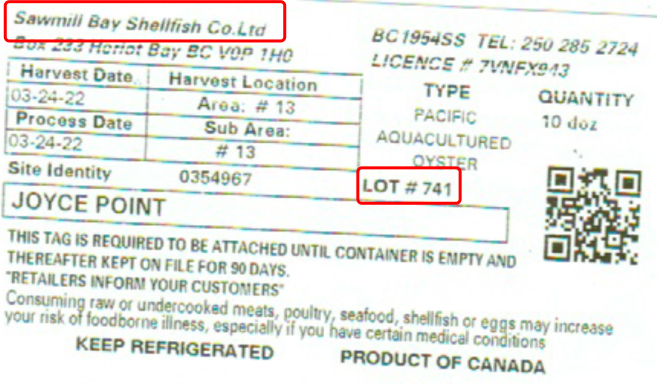 Sawmill Bay Shellfish Co.Ltd
Box 233 Heriot Bay BC V0P 1H0
BC1954SS TEL: 250 285 2724
LICENCE # 7VNFX943
Harvest Date Harvest Location
03-24-22 Area: # 13
Process Date Sub Area:
03-24-22 # 13
Site Identity 0354967
TYPE QUANTITY
PACIFIC 10 doz
AQUACULTURED
OYSTER
LOT # 741
JOYCE POINT
THIS TAG IS REQUIRED TO BE ATTACHED UNTIL CONTAINER IS EMPTY AND
THEREAFTER KEPT ON FILE FOR 90 DAYS.
"RETAILERS INFORM YOUR CUSTOMERS"
Consuming raw or undercooked meats, poultry, seafood, shellfish or eggs may increase
your risk of foodborne illness, especially if you have certain medical conditions
KEEP REFRIGERATED PRODUCT OF CANADA